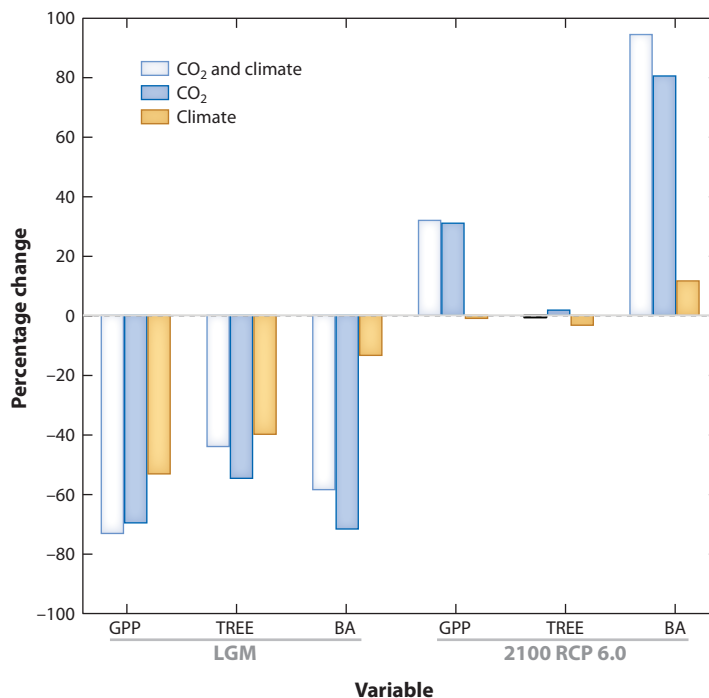 100
80
60
40
20
0
–20
–40
–60
–80
–100
Percentage change
CO₂ and climate
CO₂
Climate
GPP TREE BA GPP TREE BA
LGM 2100 RCP 6.0
Variable